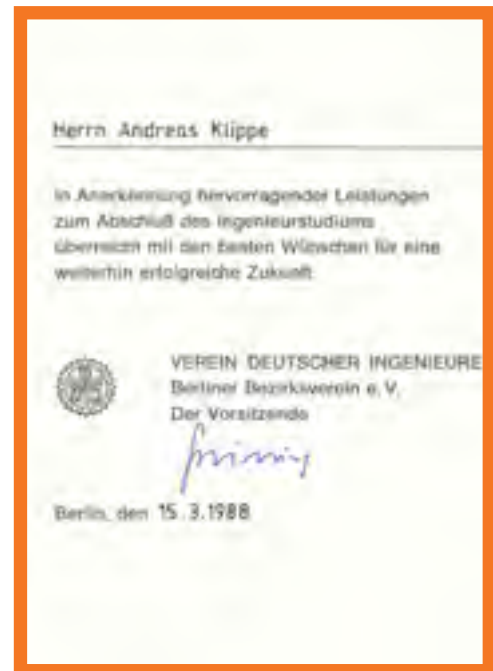 Herrn Andreas Klippe
In Anerkennung hervorragender Leistungen
zum Abschluß des Ingenieurstudiums
überreicht mit den besten Wünschen für eine
weiterhin erfolgreiche Zukunft
VEREIN DEUTSCHER INGENIEURE
Berliner Bezirksverein e. V.
Der Vorsitzende
Berlin, den 15.3.1988